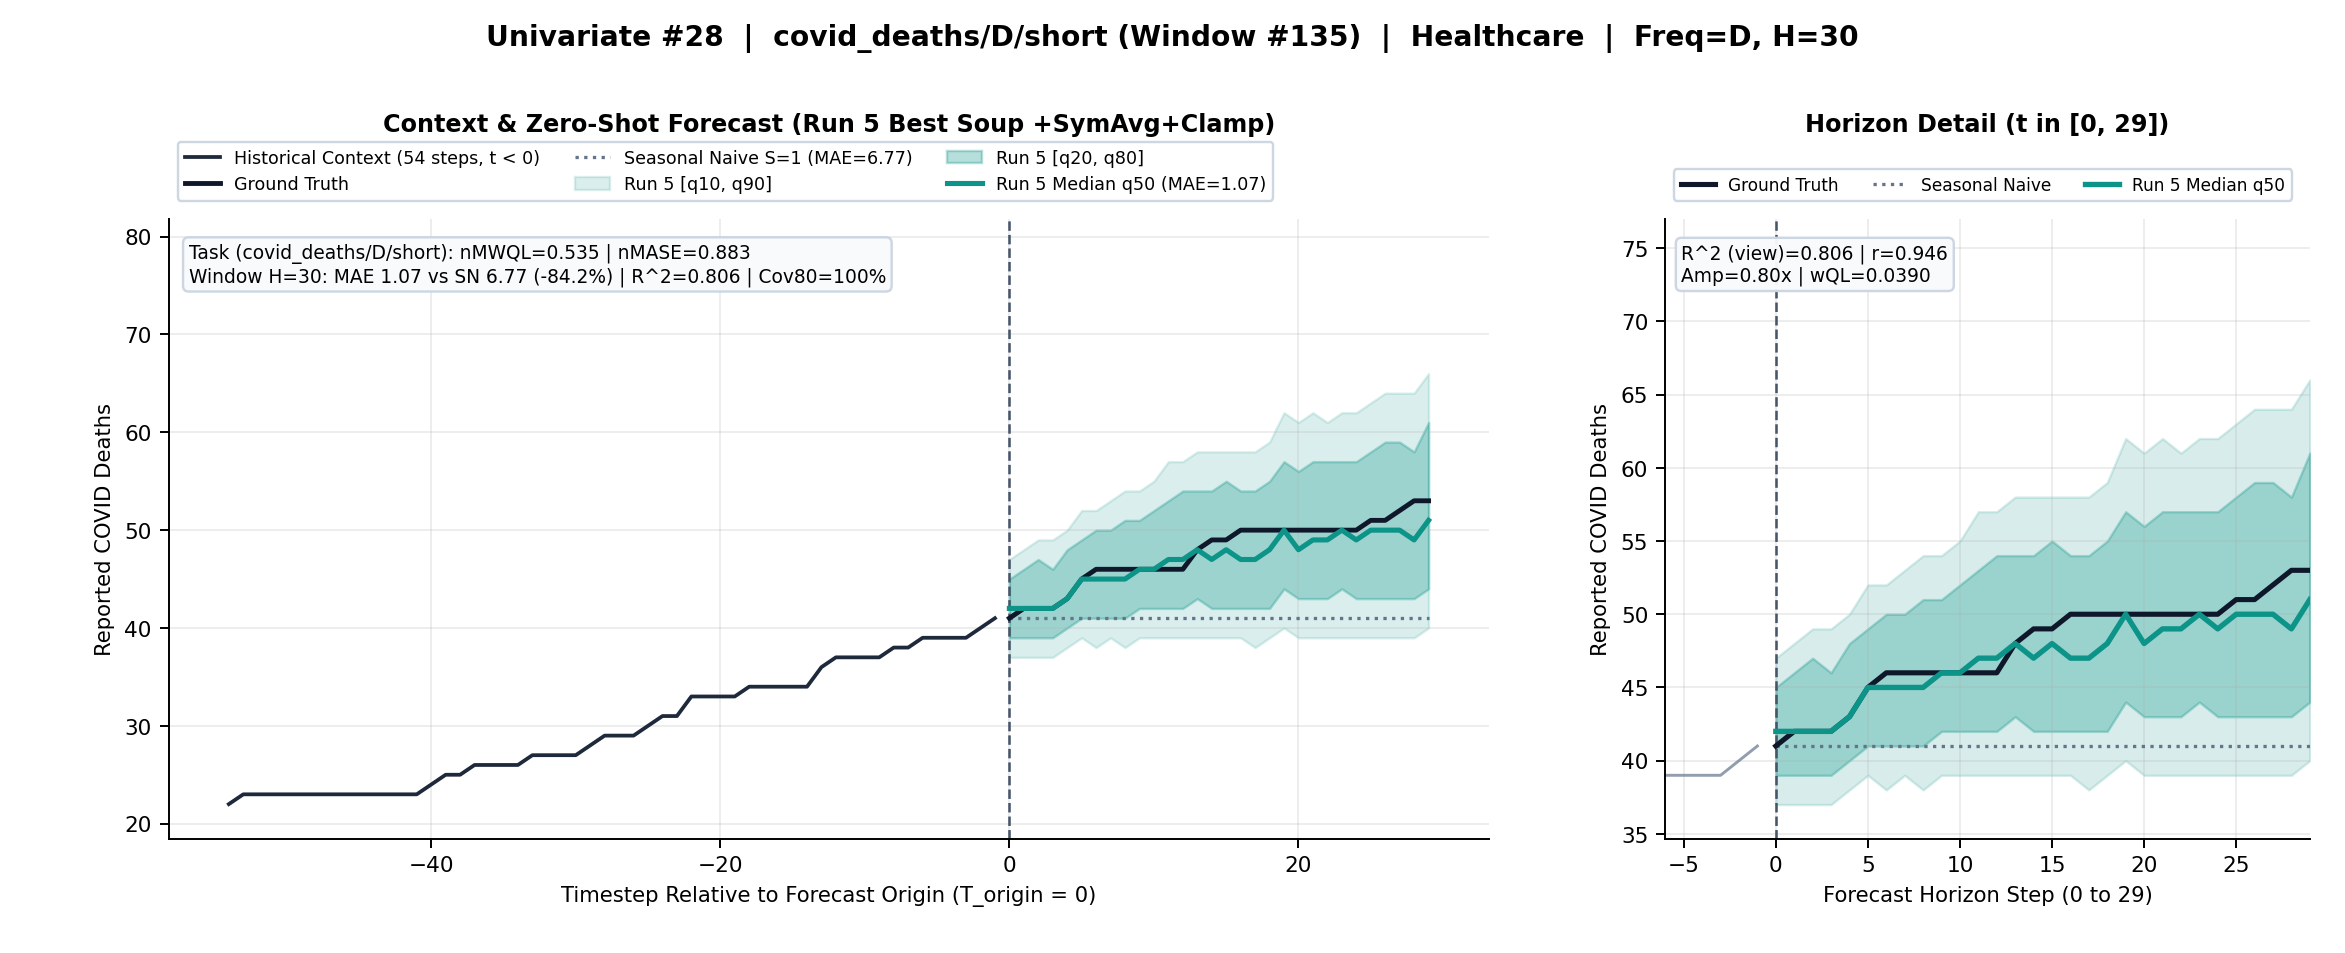 Univariate #28 | covid_deaths/D/short (Window #135) | Healthcare | Freq=D, H=30
Context & Zero-Shot Forecast (Run 5 Best Soup +SymAvg+Clamp)
Historical Context (54 steps, t < 0)
Ground Truth
Seasonal Naive S=1 (MAE=6.77)
Run 5 [q10, q90]
Run 5 [q20, q80]
Run 5 Median q50 (MAE=1.07)
Task (covid_deaths/D/short): nMWQL=0.535 | nMASE=0.883
Window H=30: MAE 1.07 vs SN 6.77 (-84.2%) | R^2=0.806 | Cov80=100%
80
70
60
50
40
30
20
Reported COVID Deaths
−40
−20
0
20
Timestep Relative to Forecast Origin (T_origin = 0)
Horizon Detail (t in [0, 29])
Ground Truth
Seasonal Naive
Run 5 Median q50
R^2 (view)=0.806 | r=0.946
Amp=0.80x | wQL=0.0390
75
70
65
60
55
50
45
40
35
Reported COVID Deaths
−5
0
5
10
15
20
25
Forecast Horizon Step (0 to 29)